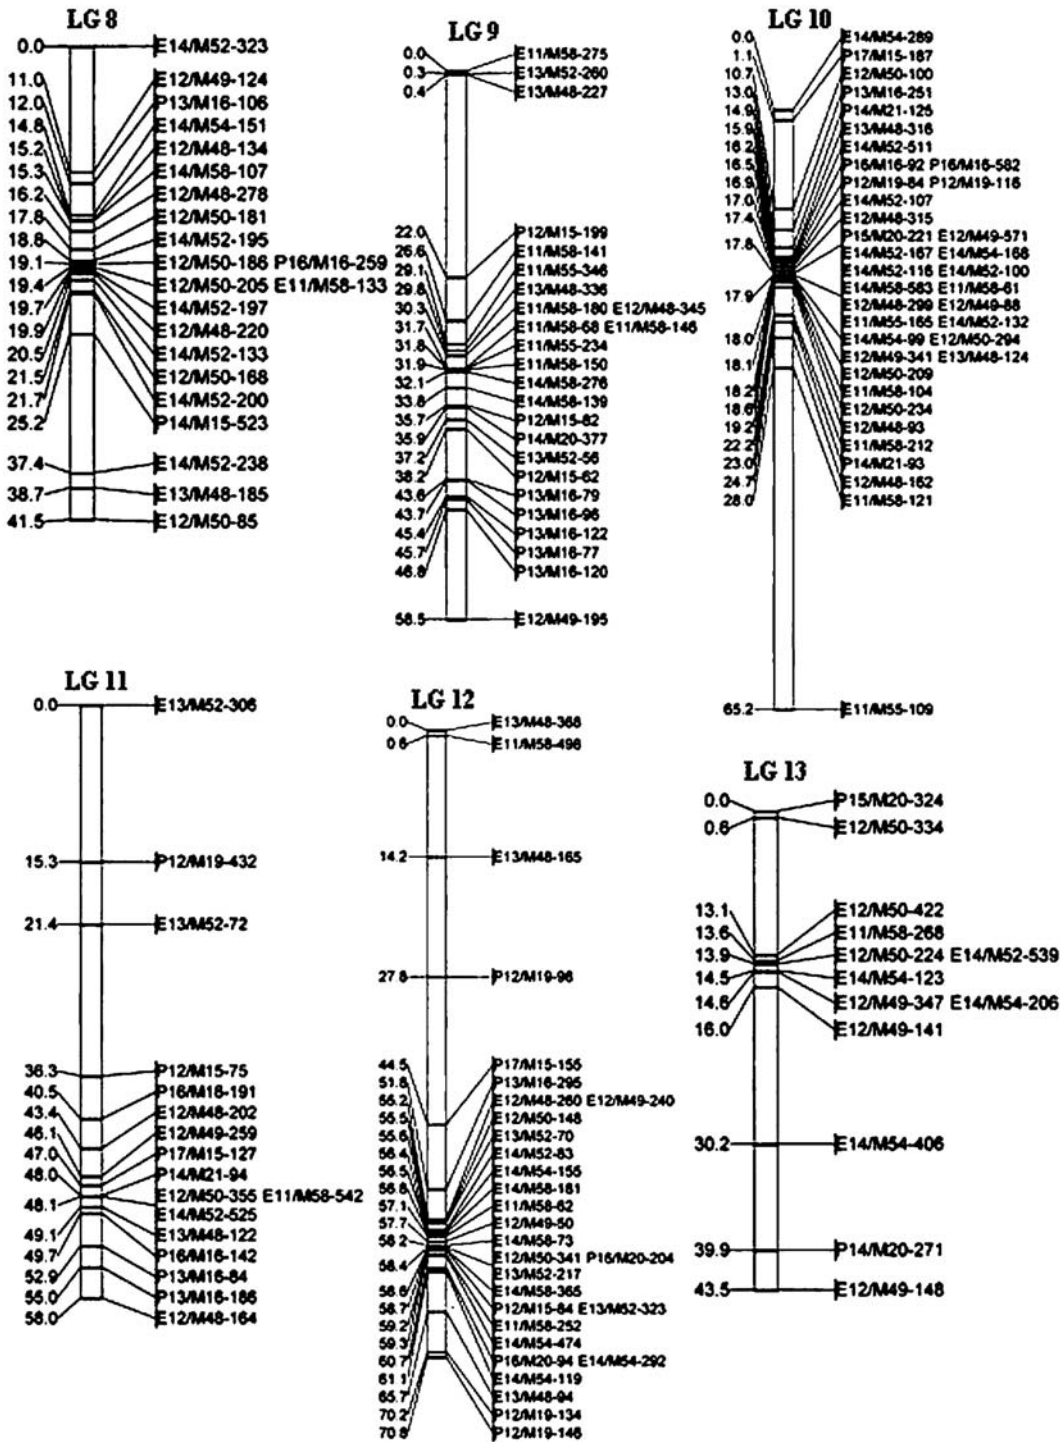 LG 8
0.0 E14/M52-323
11.0 E12/M49-124
12.0 P13/M16-106
14.8 E14/M54-151
15.2 E12/M48-134
15.3 E14/M58-107
16.2 E12/M48-278
17.8 E12/M50-181
18.8 E14/M52-195
19.1 E12/M50-186 P16/M16-259
19.4 E12/M50-205 E11/M58-133
19.7 E14/M52-197
19.9 E12/M48-220
20.5 E14/M52-133
21.5 E12/M50-168
21.7 E14/M52-200
25.2 P14/M15-523
37.4 E14/M52-238
38.7 E13/M48-185
41.5 E12/M50-85
LG 9
0.0 E11/M58-275
0.3 E13/M52-260
0.4 E13/M48-227
22.0 P12/M15-199
26.6 E11/M58-141
29.1 E11/M55-346
29.8 E13/M48-336
30.3 E11/M58-180 E12/M48-345
31.7 E11/M58-68 E11/M58-146
31.8 E11/M55-234
31.9 E11/M58-150
32.1 E14/M58-276
33.8 E14/M58-139
35.7 P12/M15-82
35.9 P14/M20-377
37.2 E13/M52-56
38.2 P12/M15-62
43.6 P13/M16-79
43.7 P13/M16-96
45.4 P13/M16-122
45.7 P13/M16-77
46.8 P13/M16-120
58.5 E12/M49-195
LG 10
0.0 E14/M54-289
1.1 P17/M15-187
10.7 E12/M50-100
13.0 P13/M16-251
14.9 P14/M21-125
15.9 E13/M48-316
16.2 E14/M52-511
16.5 P16/M16-92 P16/M16-582
16.9 P12/M19-84 P12/M19-116
17.0 E14/M52-107
17.4 E12/M48-315
17.8 P15/M20-221 E12/M49-571
E14/M52-167 E14/M54-168
E14/M52-116 E14/M52-100
17.9 E14/M58-583 E11/M58-61
E12/M48-299 E12/M49-88
E11/M55-165 E14/M52-132
18.0 E14/M54-99 E12/M50-294
18.1 E12/M49-341 E13/M48-124
E12/M50-209
18.2 E11/M58-104
18.6 E12/M50-234
19.2 E12/M48-93
22.2 E11/M58-212
23.0 P14/M21-93
24.7 E12/M48-162
28.0 E11/M58-121
65.2 E11/M55-109
LG 11
0.0 E13/M52-306
15.3 P12/M19-432
21.4 E13/M52-72
36.3 P12/M15-75
40.5 P16/M16-191
43.4 E12/M48-202
46.1 E12/M49-259
47.0 P17/M15-127
48.0 P14/M21-94
48.1 E12/M50-355 E11/M58-542
E14/M52-525
49.1 E13/M48-122
49.7 P16/M16-142
52.9 P13/M16-84
55.0 P13/M16-186
58.0 E12/M48-164
LG 12
0.0 E13/M48-368
0.6 E11/M58-496
14.2 E13/M48-165
27.8 P12/M19-96
44.5 P17/M15-155
51.8 P13/M16-295
55.2 E12/M48-260 E12/M49-240
55.5 E12/M50-148
55.6 E13/M52-70
56.4 E14/M52-83
56.5 E14/M54-155
56.8 E14/M58-181
57.1 E11/M58-62
57.7 E12/M49-50
58.2 E14/M58-73
58.4 E12/M50-341 P16/M20-204
E13/M52-217
58.6 E14/M58-365
58.7 P12/M15-84 E13/M52-323
59.2 E11/M58-252
59.3 E14/M54-474
60.7 P16/M20-94 E14/M54-292
61.1 E14/M54-119
65.7 E13/M48-94
70.2 P12/M19-134
70.8 P12/M19-146
LG 13
0.0 P15/M20-324
0.6 E12/M50-334
13.1 E12/M50-422
13.6 E11/M58-268
13.9 E12/M50-224 E14/M52-539
14.5 E14/M54-123
14.6 E12/M49-347 E14/M54-206
16.0 E12/M49-141
30.2 E14/M54-406
39.9 P14/M20-271
43.5 E12/M49-148